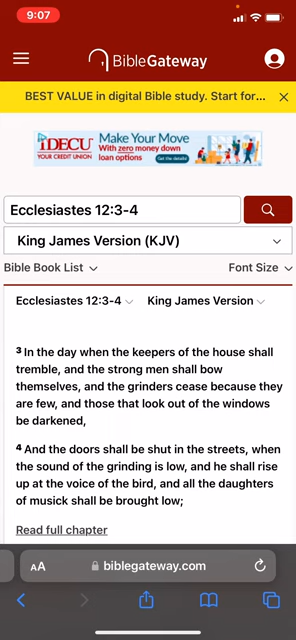 9:07
BibleGateway
BEST VALUE in digital Bible study. Start for... ×
iDECU
YOUR CREDIT UNION
Make Your Move
With zero money down
loan options
Get the details!
Ecclesiastes 12:3-4
King James Version (KJV)
Bible Book List
Font Size
Ecclesiastes 12:3-4
King James Version
3 In the day when the keepers of the house shall
tremble, and the strong men shall bow
themselves, and the grinders cease because they
are few, and those that look out of the windows
be darkened,
4 And the doors shall be shut in the streets, when
the sound of the grinding is low, and he shall rise
up at the voice of the bird, and all the daughters
of musick shall be brought low;
Read full chapter
AA
biblegateway.com